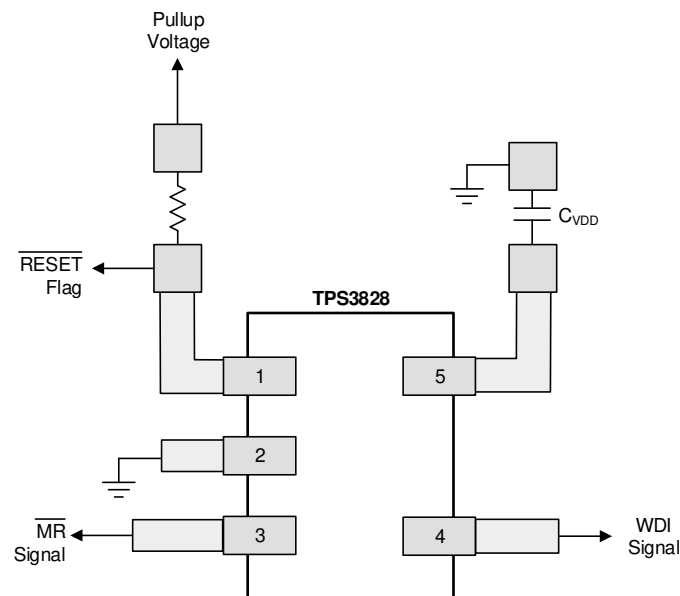 Pullup
Voltage
C_VDD
RESET
Flag
TPS3828
1
5
2
MR
Signal
3
4
WDI
Signal